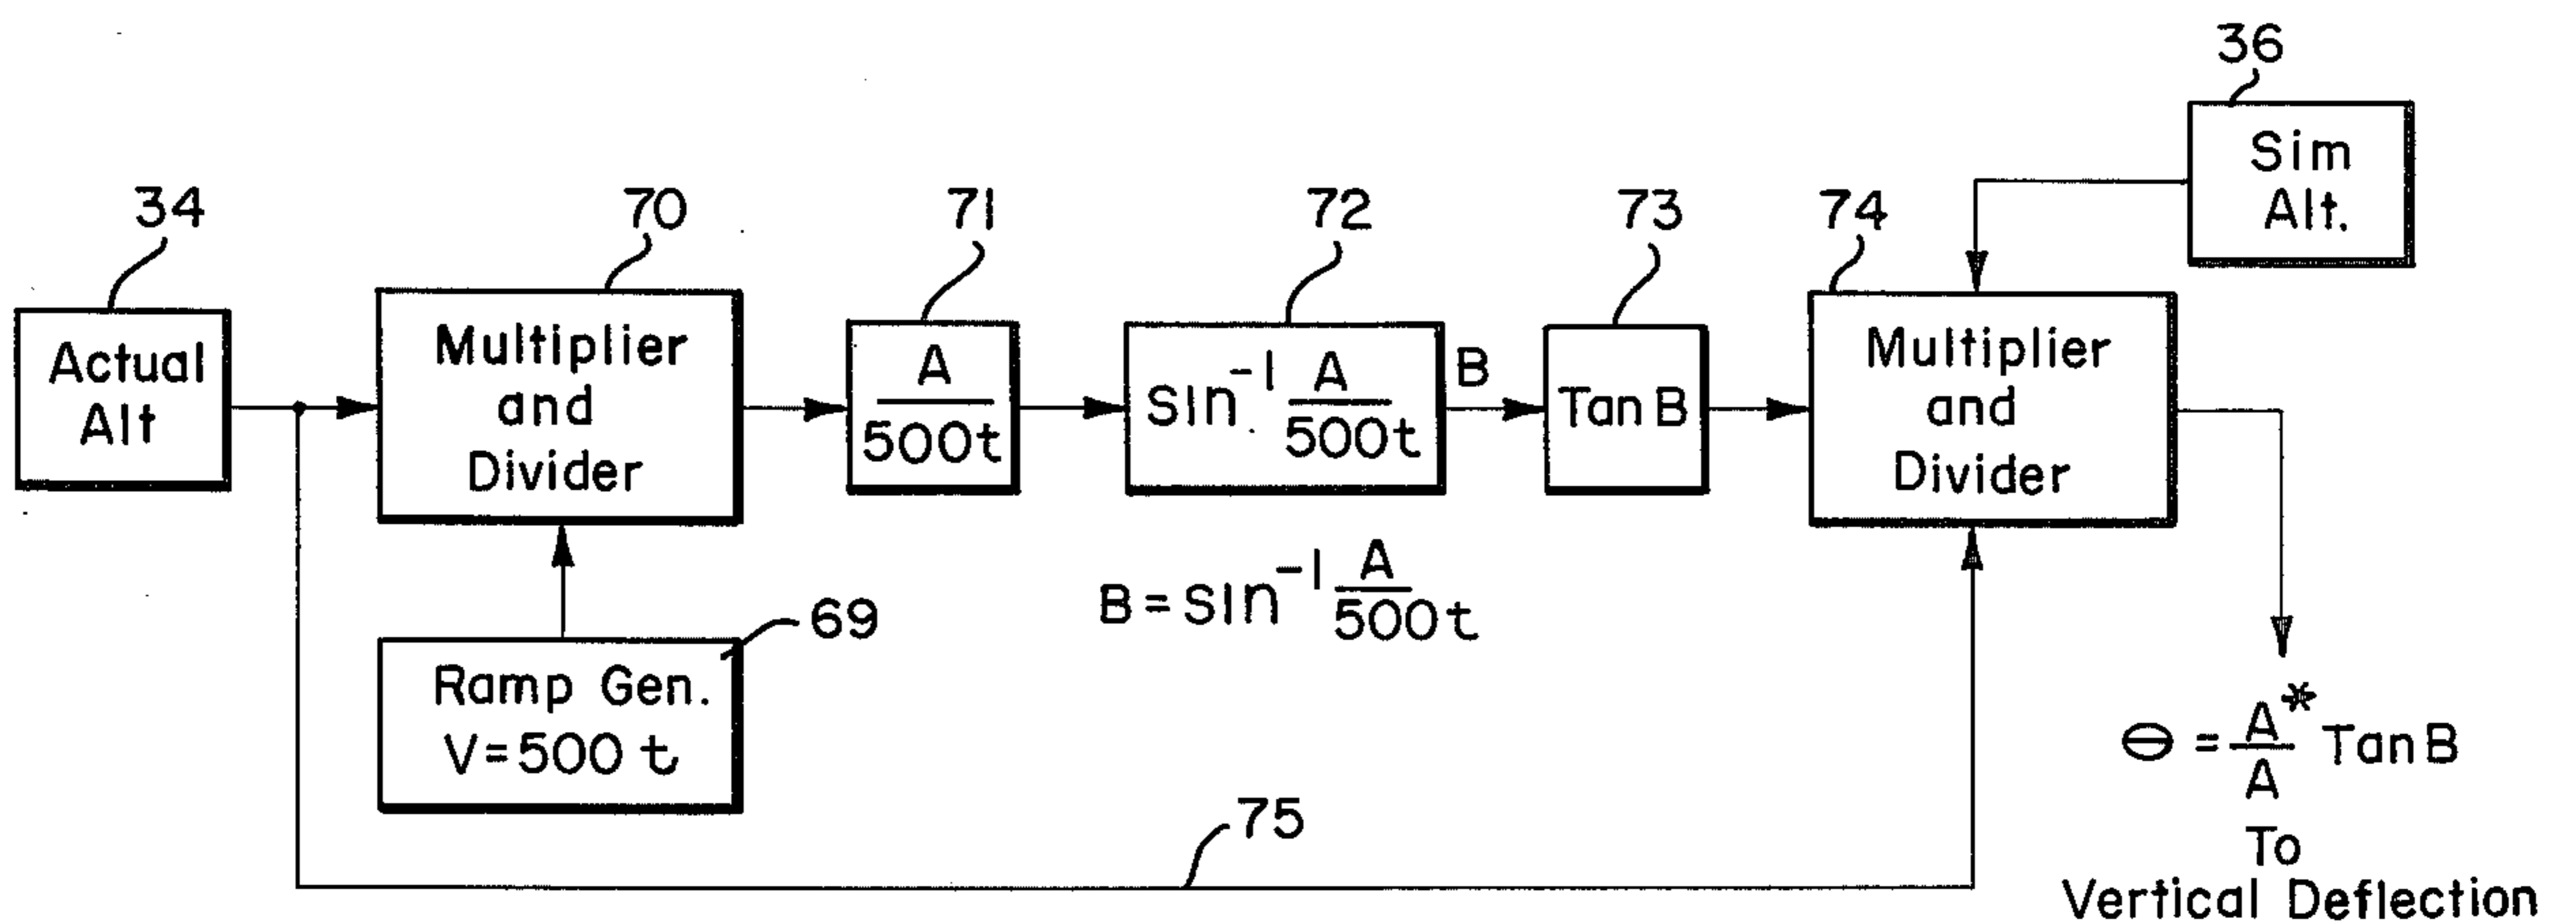 36
Sim
Alt.
34
70
71
72
73
74
Actual
Alt
Multiplier
and
Divider
A
500t
sin⁻¹ A
500t
B
Tan B
Multiplier
and
Divider
B = sin⁻¹ A
500t
69
Ramp Gen.
V=500 t
75
Θ = A* Tan B
A
To
Vertical Deflection